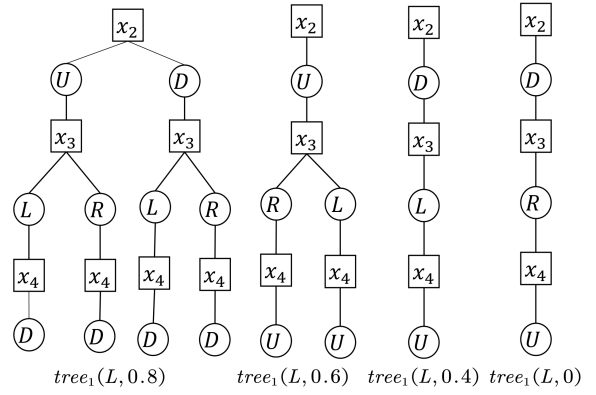 x₂ x₂ x₂ x₂
U D U D D
x₃ x₃ x₃ x₃ x₃
L R L R R L L R
x₄ x₄ x₄ x₄ x₄ x₄ x₄ x₄
D D D D U U U U
tree₁(L, 0.8) tree₁(L, 0.6) tree₁(L, 0.4) tree₁(L, 0)